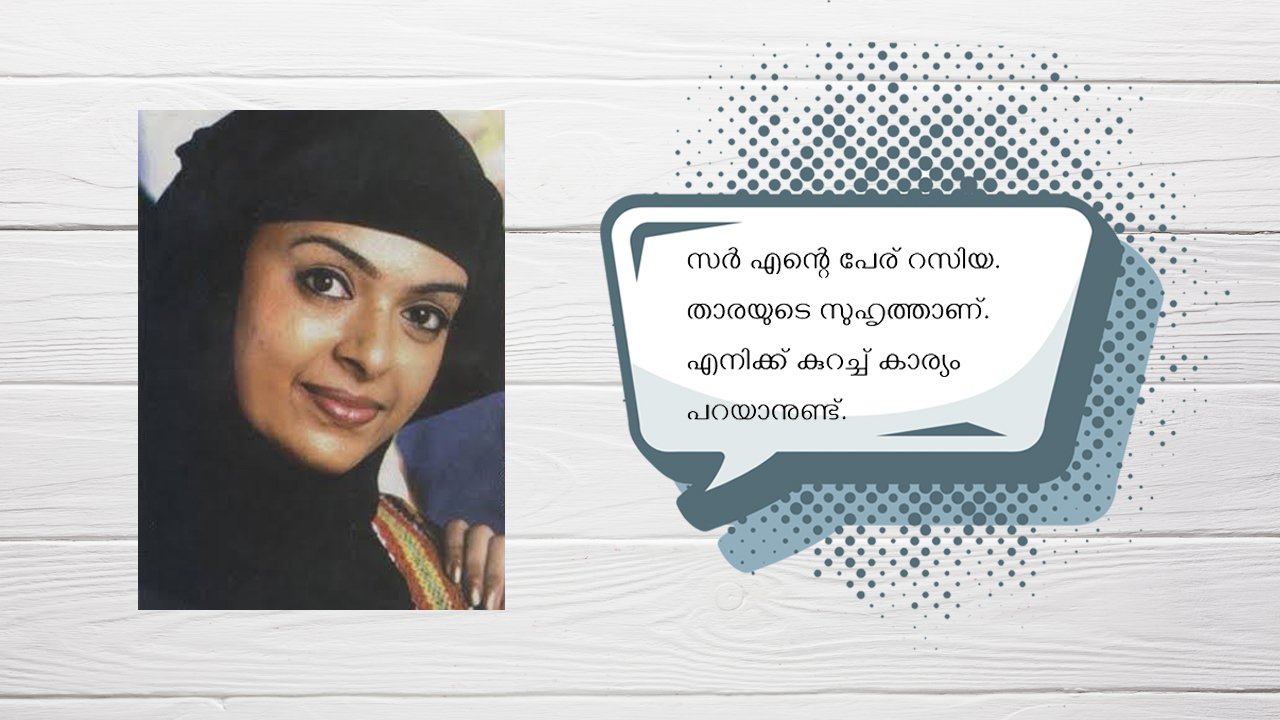 സർ എന്റെ പേര് റസിയ.
താരയുടെ സുഹൃത്താണ്.
എനിക്ക് കുറച്ച് കാര്യം
പറയാനുണ്ട്.